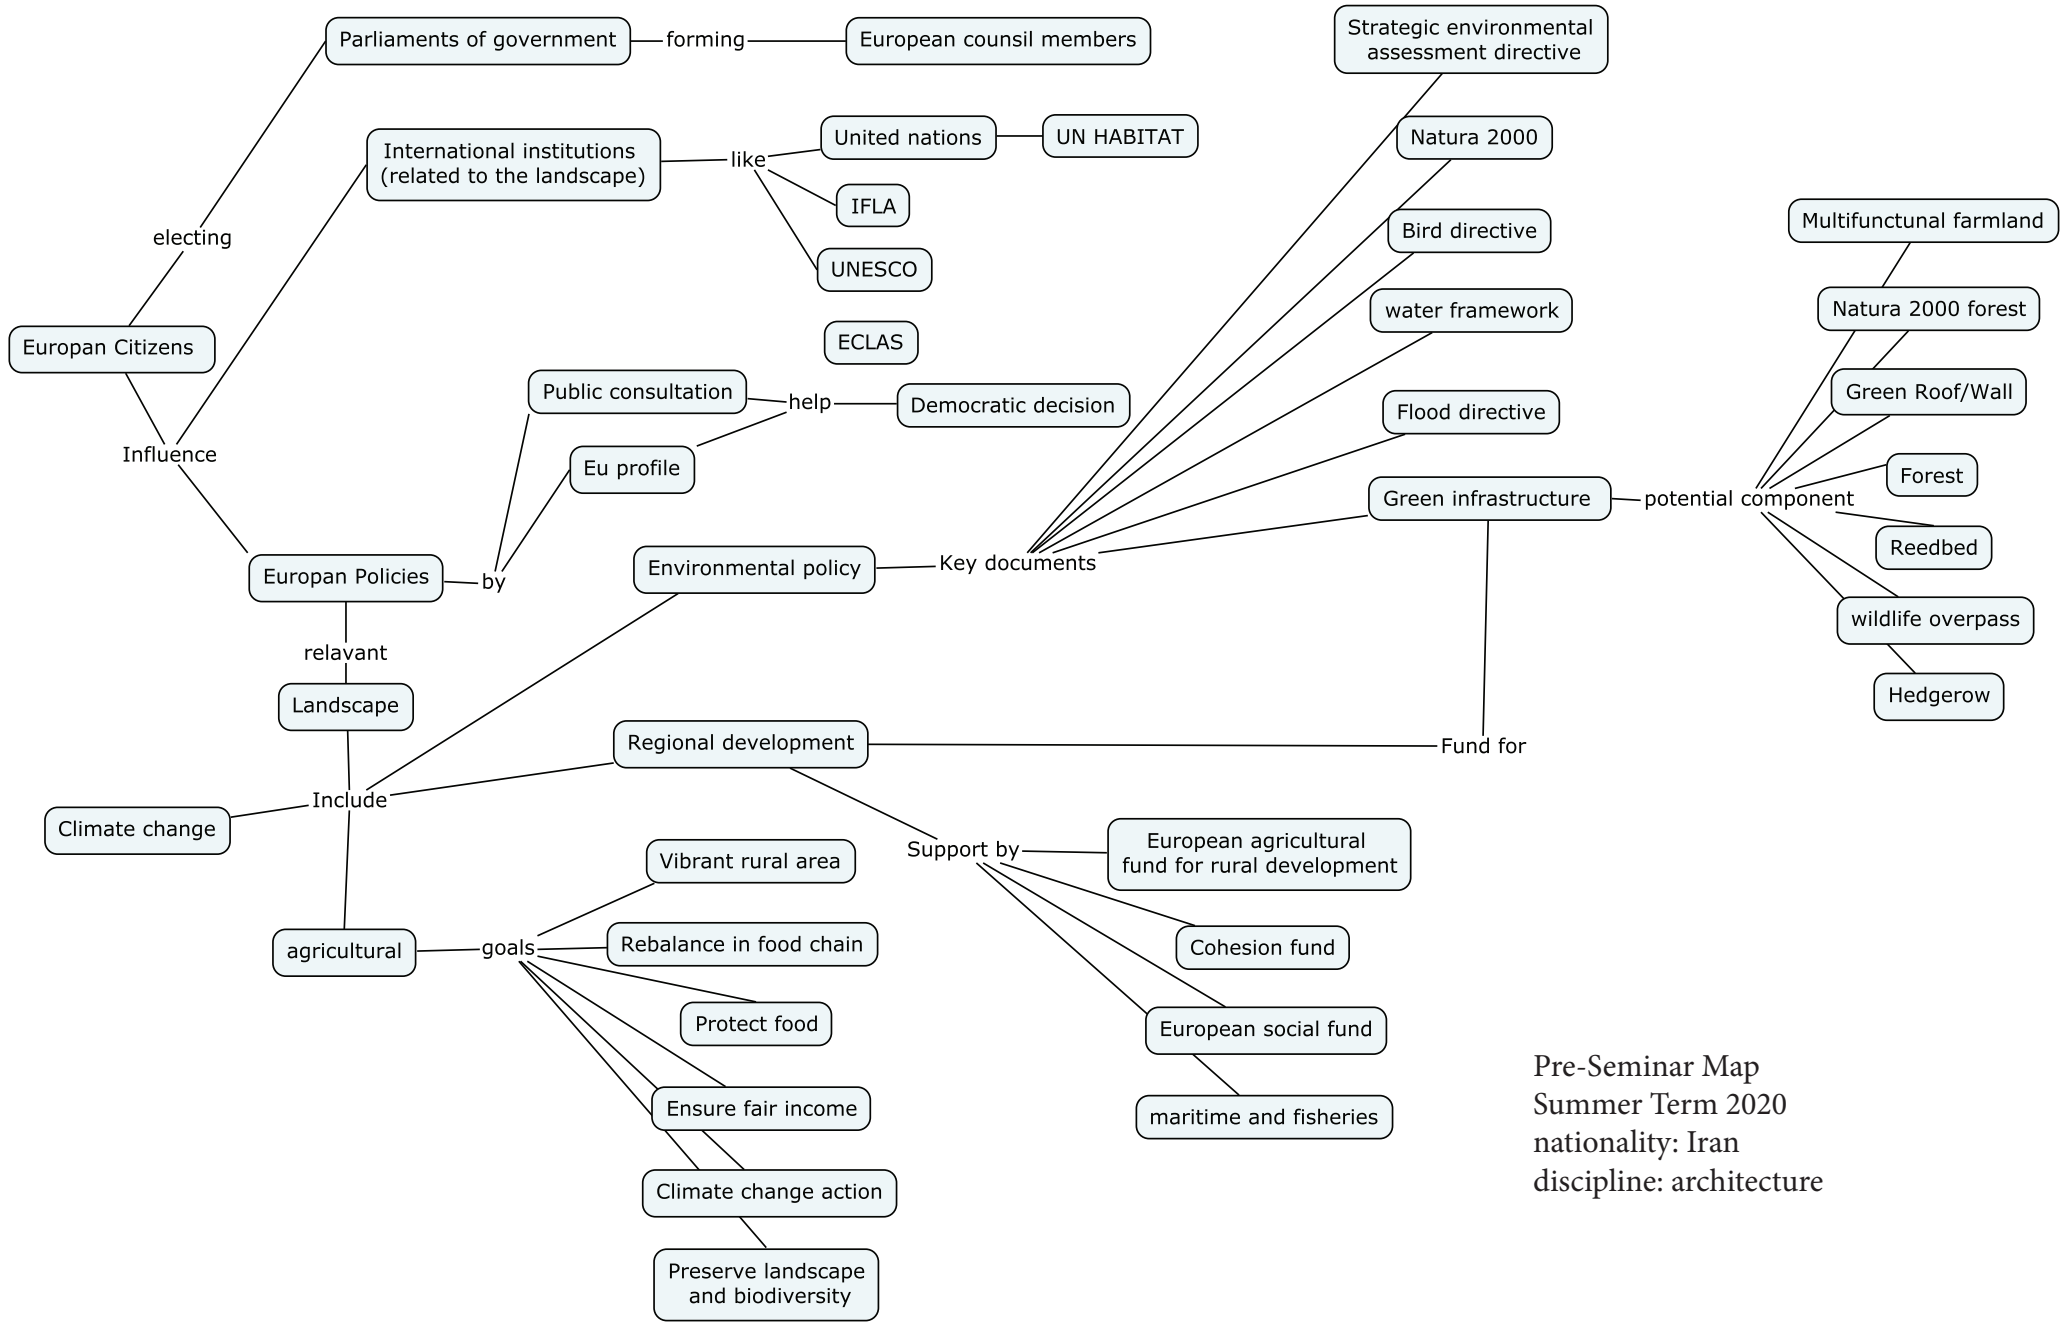 Parliaments of government
forming
European counsil members
Strategic environmental
assessment directive
International institutions
(related to the landscape)
like
United nations
UN HABITAT
Natura 2000
IFLA
Bird directive
Multifunctunal farmland
electing
UNESCO
water framework
Natura 2000 forest
Europan Citizens
ECLAS
Public consultation
help
Democratic decision
Flood directive
Green Roof/Wall
Influence
Eu profile
Green infrastructure
potential component
Forest
Reedbed
Europan Policies
by
Environmental policy
Key documents
wildlife overpass
relavant
Landscape
Hedgerow
Regional development
Fund for
Include
Climate change
Support by
European agricultural
fund for rural development
Vibrant rural area
agricultural
goals
Rebalance in food chain
Cohesion fund
Protect food
European social fund
Ensure fair income
maritime and fisheries
Climate change action
Preserve landscape
and biodiversity
Pre-Seminar Map
Summer Term 2020
nationality: Iran
discipline: architecture